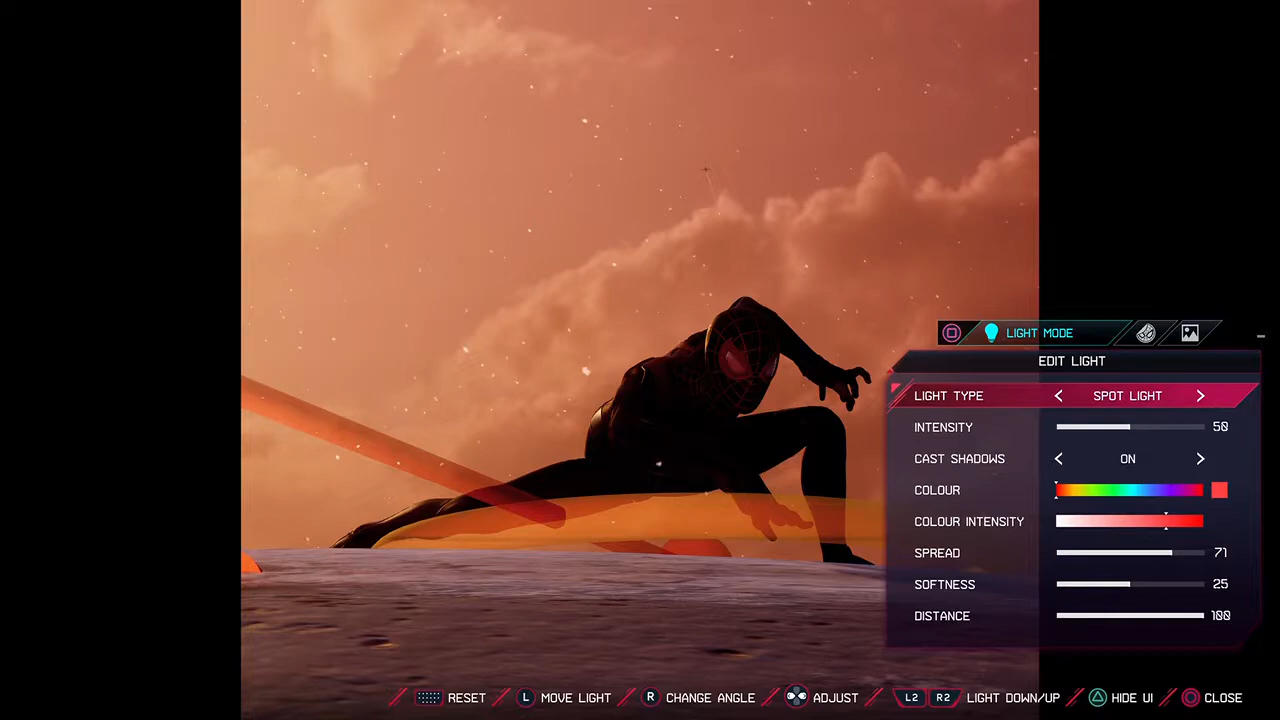 LIGHT MODE
EDIT LIGHT
LIGHT TYPE SPOT LIGHT
INTENSITY 50
CAST SHADOWS ON
COLOUR
COLOUR INTENSITY
SPREAD 71
SOFTNESS 25
DISTANCE 100
RESET L MOVE LIGHT R CHANGE ANGLE ADJUST L2 R2 LIGHT DOWN/UP HIDE UI CLOSE